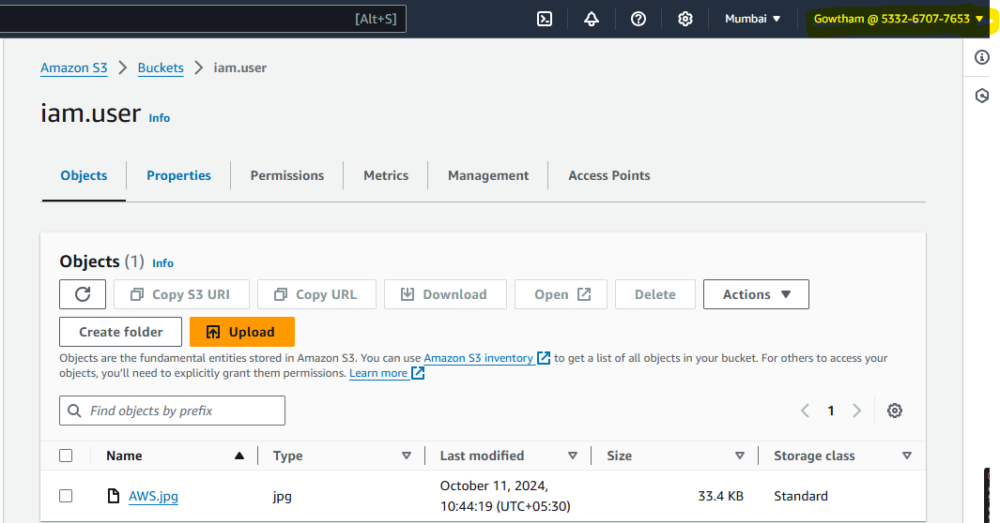 [Alt+S] Mumbai Gowtham @ 5332-6707-7653
Amazon S3 > Buckets > iam.user
iam.user Info
Objects Properties Permissions Metrics Management Access Points
Objects (1) Info
Copy S3 URI Copy URL Download Open Delete Actions
Create folder Upload
Objects are the fundamental entities stored in Amazon S3. You can use Amazon S3 inventory to get a list of all objects in your bucket. For others to access your
objects, you'll need to explicitly grant them permissions. Learn more
Find objects by prefix 1
Name Type Last modified Size Storage class
AWS.jpg jpg October 11, 2024, 33.4 KB Standard
10:44:19 (UTC+05:30)